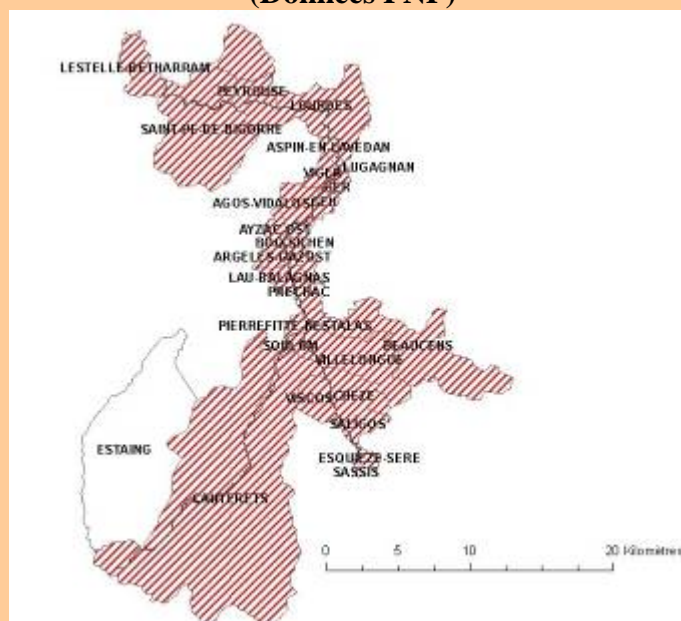 (Données PNP)
LESTELLE-BETHARRAM
PEYROUSE
LOURDES
SAINT-PE-DE-BIGORRE
ASPIN-EN-LAVEDAN
LUGAGNAN
VIGER
GER
AGOS-VIDALOS
GEU
AYZAC-OST
BOO-SILHEN
ARGELES-GAZOST
LAU-BALAGNAS
PRECHAC
PIERREFITTE-NESTALAS
SOULOM
BEAUCENS
VILLELONGUE
VISCOS
CHEZE
SALIGOS
ESTAING
ESQUIEZE-SERE
SASSIS
CAUTERETS
0 5 10 20 Kilomètres